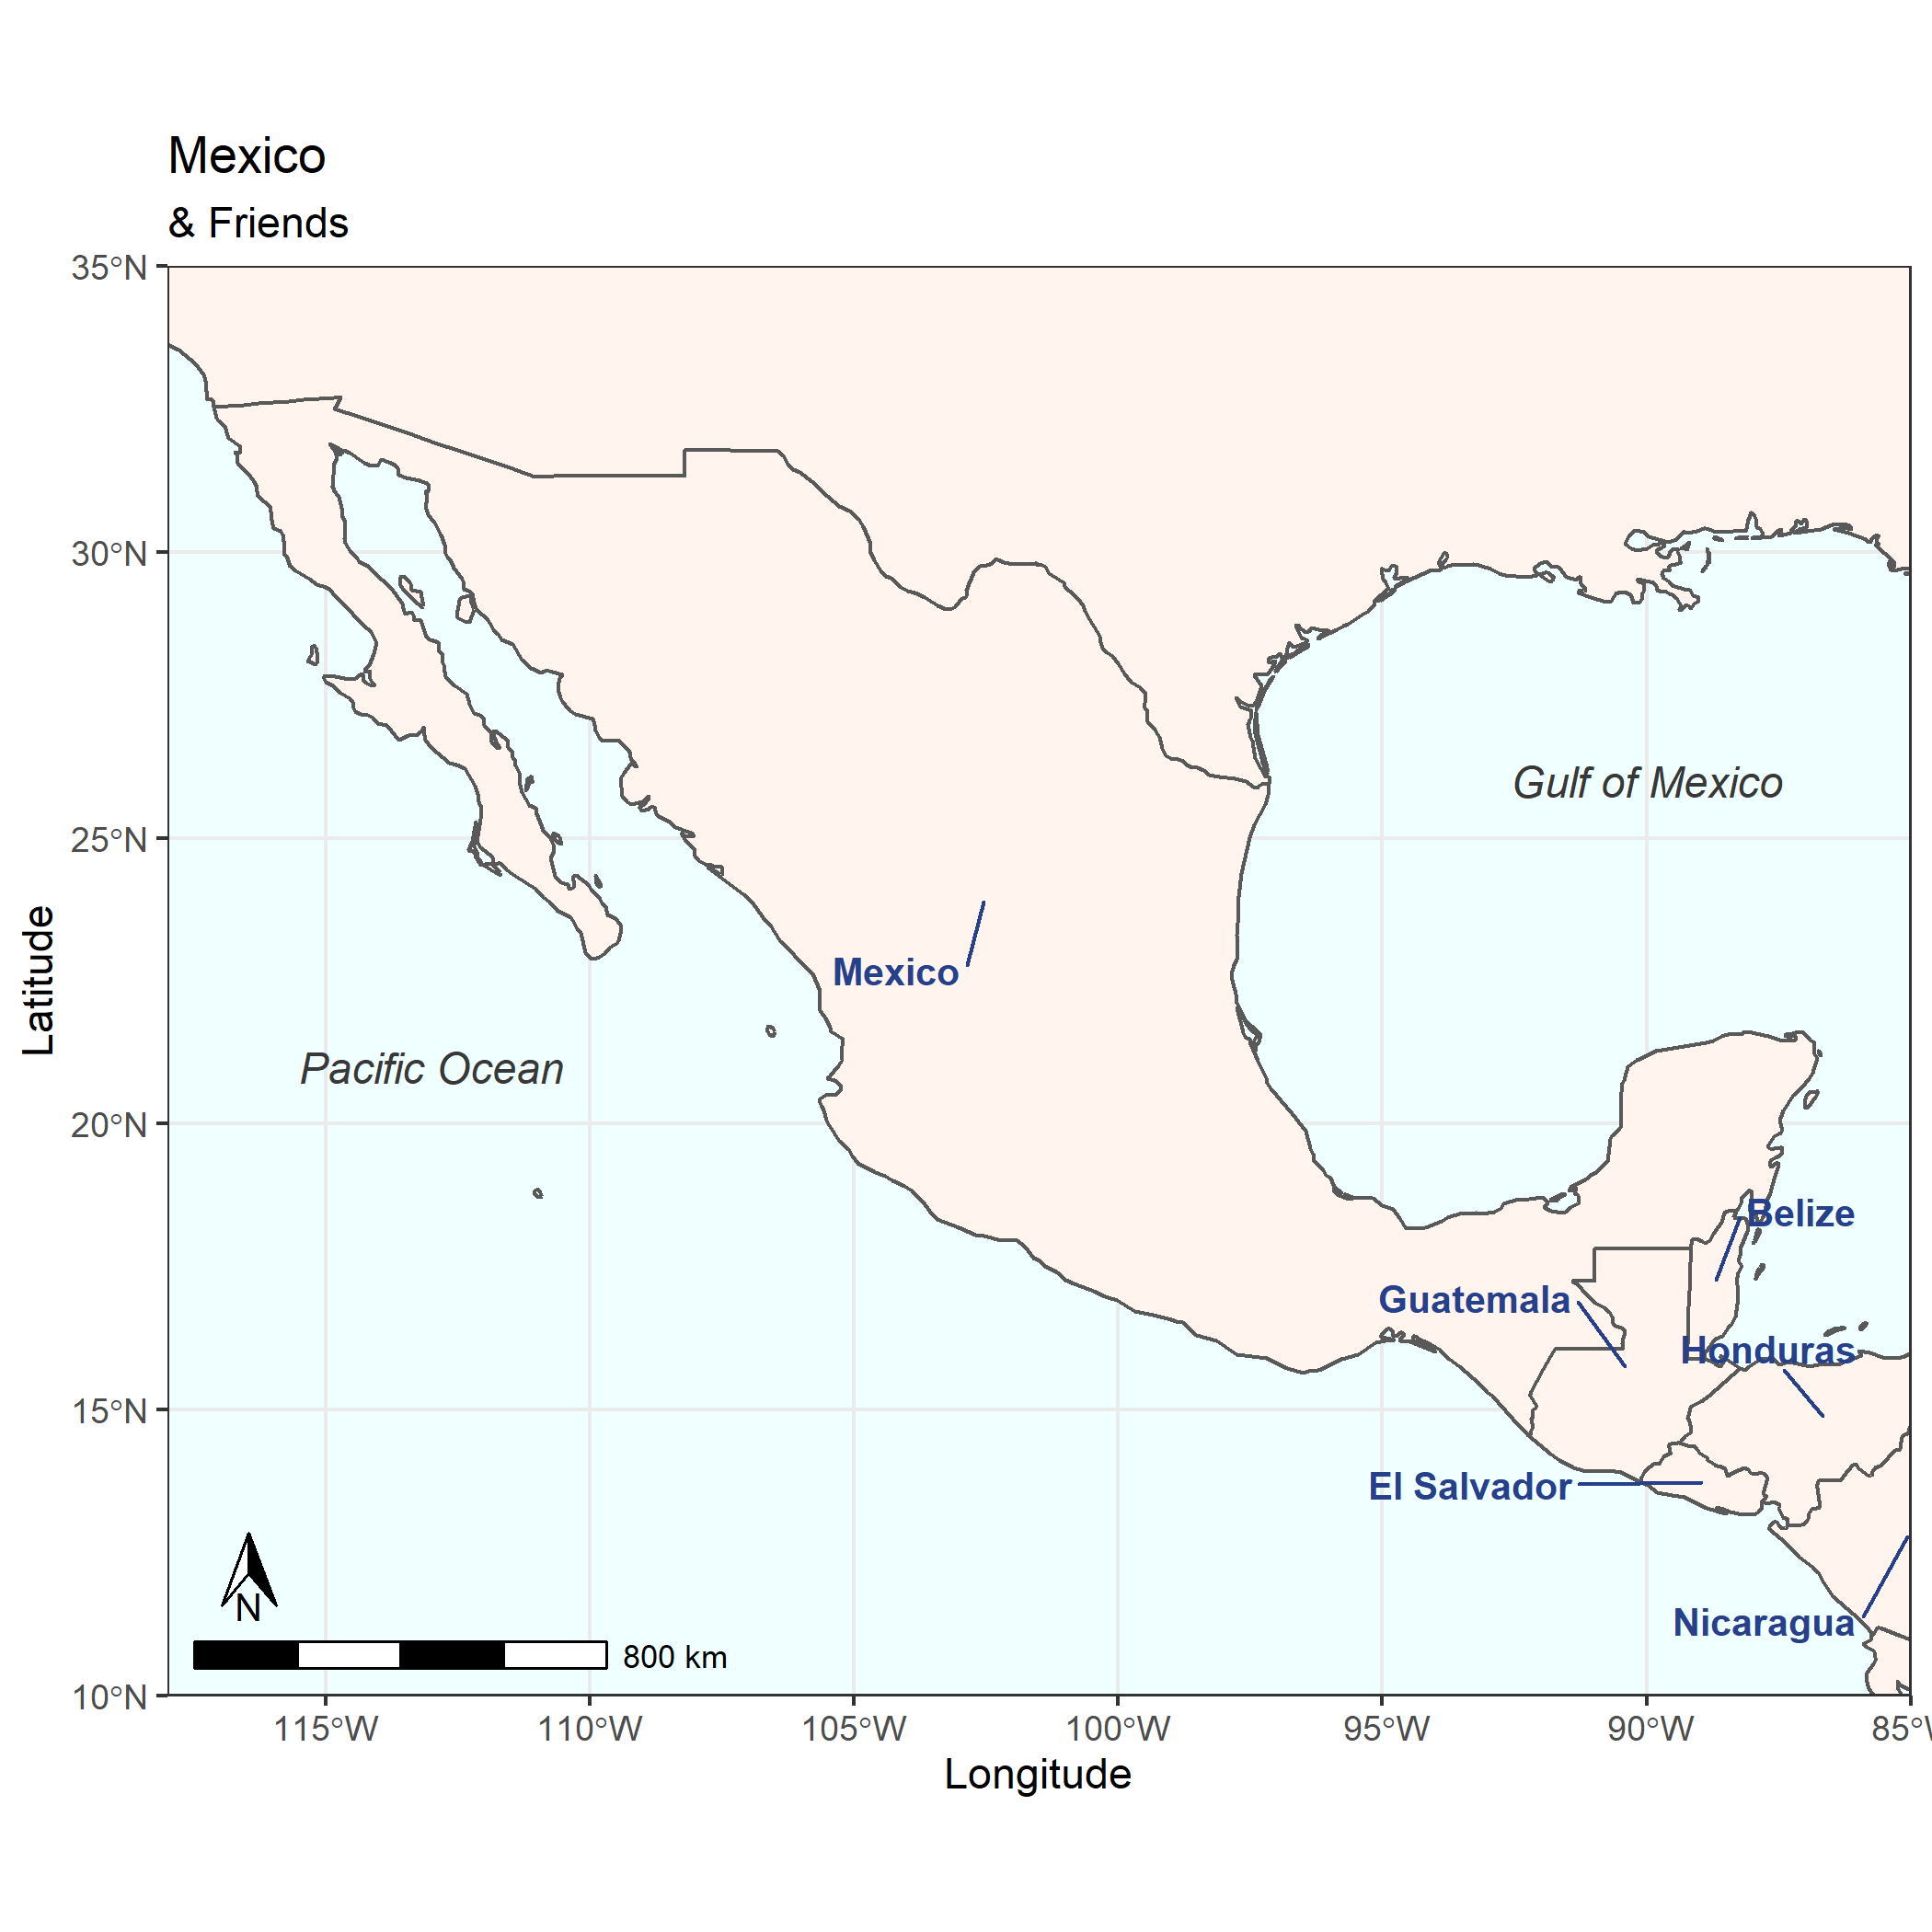 Mexico
& Friends
35°N
30°N
25°N
20°N
15°N
10°N
Latitude
Gulf of Mexico
Mexico
Pacific Ocean
Belize
Guatemala
Honduras
El Salvador
Nicaragua
N
800 km
115°W
110°W
105°W
100°W
95°W
90°W
85°W
Longitude